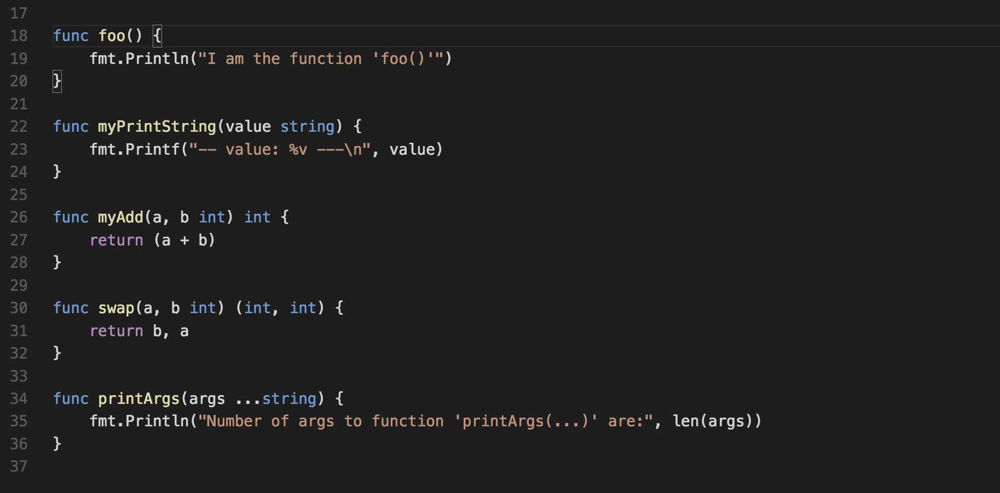 17
18 func foo() {
19     fmt.Println("I am the function 'foo()'")
20 }
21
22 func myPrintString(value string) {
23     fmt.Printf("-- value: %v ---\n", value)
24 }
25
26 func myAdd(a, b int) int {
27     return (a + b)
28 }
29
30 func swap(a, b int) (int, int) {
31     return b, a
32 }
33
34 func printArgs(args ...string) {
35     fmt.Println("Number of args to function 'printArgs(...)' are:", len(args))
36 }
37